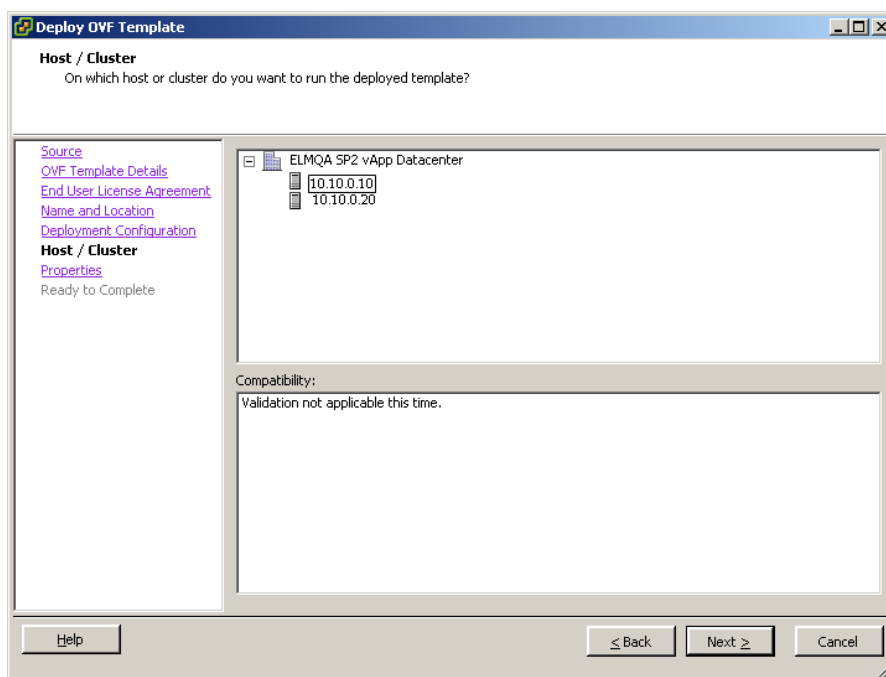 Deploy OVF Template
Host / Cluster
On which host or cluster do you want to run the deployed template?
Source
OVF Template Details
End User License Agreement
Name and Location
Deployment Configuration
Host / Cluster
Properties
Ready to Complete
ELMQA SP2 vApp Datacenter
10.10.0.10
10.10.0.20
Compatibility:
Validation not applicable this time.
Help
< Back
Next >
Cancel